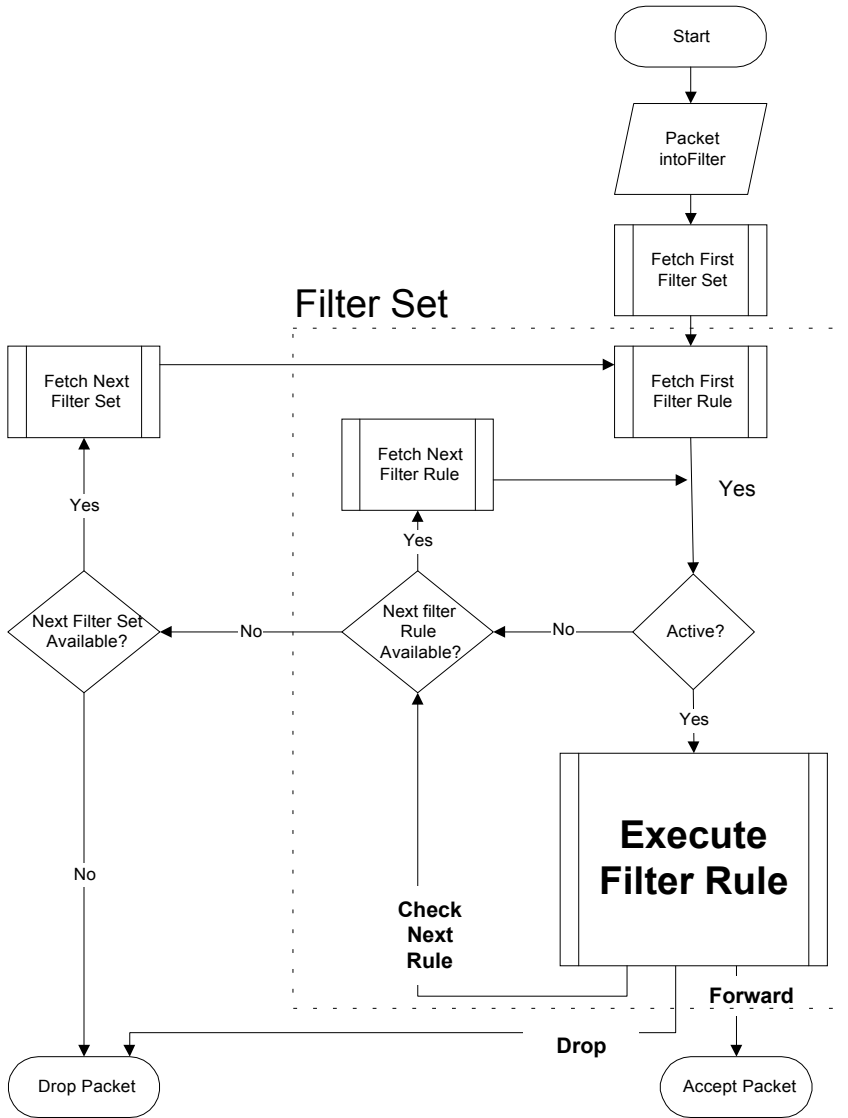 Start
Packet
intoFilter
Fetch First
Filter Set
Filter Set
Fetch Next
Filter Set
Fetch First
Filter Rule
Fetch Next
Filter Rule
Yes
Yes
Yes
Next Filter Set
Available?
No
Next filter
Rule
Available?
No
Active?
Yes
Execute
Filter Rule
No
Check
Next
Rule
Forward
Drop
Drop Packet
Accept Packet